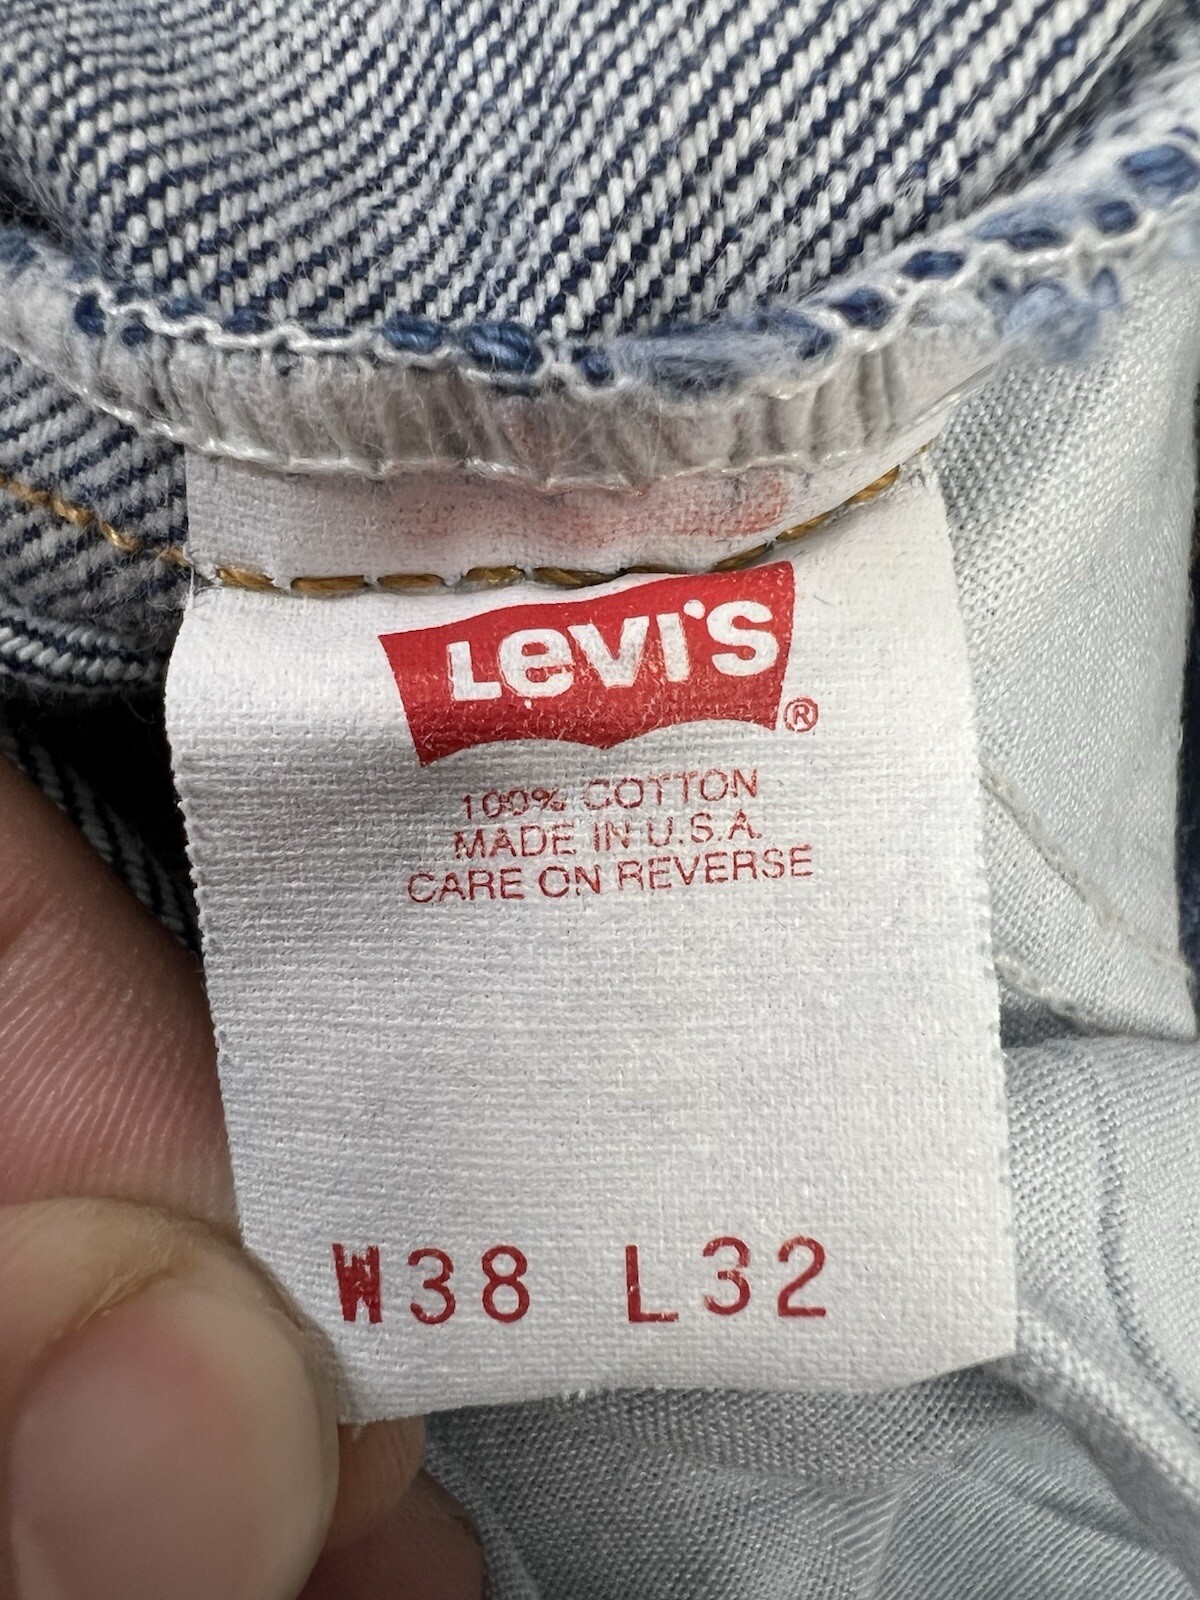 Levi's ®
100% COTTON
MADE IN U.S.A.
CARE ON REVERSE
W38 L32